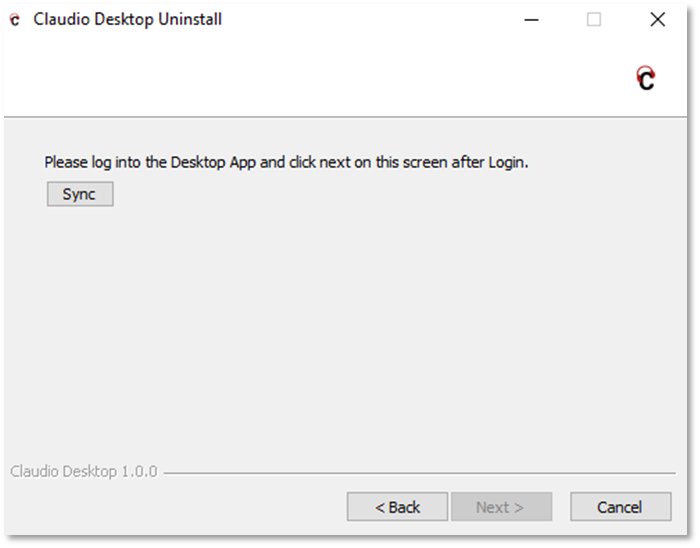 Claudio Desktop Uninstall
C
Please log into the Desktop App and click next on this screen after Login.
Sync
Claudio Desktop 1.0.0
< Back Next > Cancel